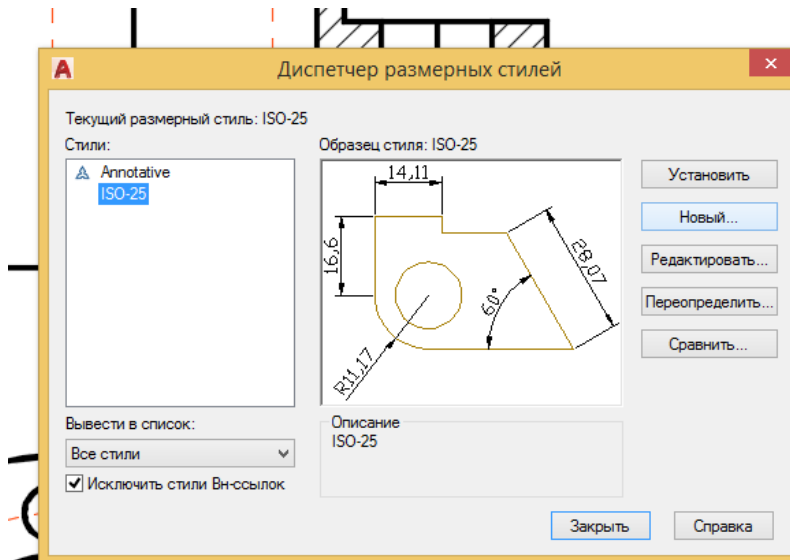 Диспетчер размерных стилей
Текущий размерный стиль: ISO-25
Стили:
Annotative
ISO-25
Образец стиля: ISO-25
14,11
16,6
28,07
60°
R11,17
Установить
Новый...
Редактировать...
Переопределить...
Сравнить...
Вывести в список:
Все стили
Исключить стили Вн-ссылок
Описание
ISO-25
Закрыть
Справка